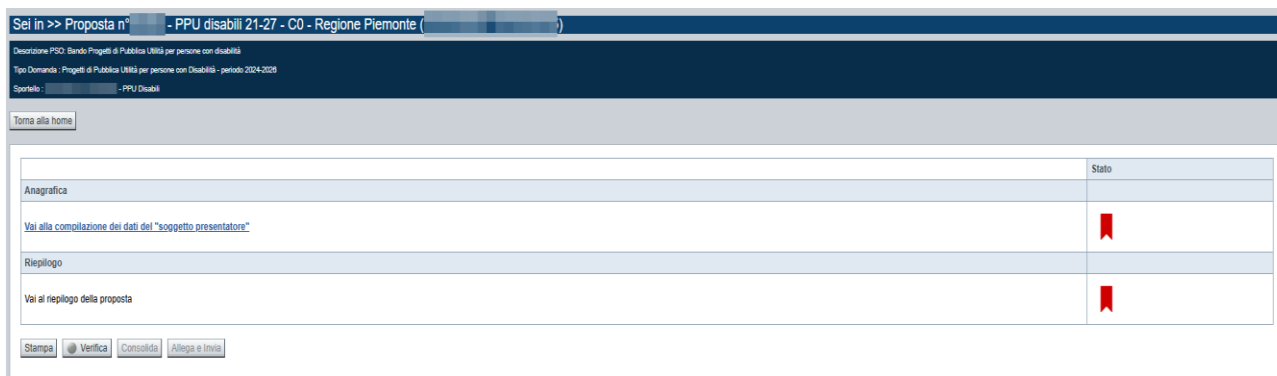 Sei in >> Proposta n° - PPU disabili 21-27 - C0 - Regione Piemonte ( )
Descrizione PSO: Bando Progetti di Pubblica Utilità per persone con disabilità
Tipo Domanda : Progetti di Pubblica Utilità per persone con Disabilità - periodo 2024-2026
Sportello : - PPU Disabili
Torna alla home
Stato
Anagrafica
Vai alla compilazione dei dati del "soggetto presentatore"
Riepilogo
Vai al riepilogo della proposta
Stampa Verifica Consolida Allega e Invia